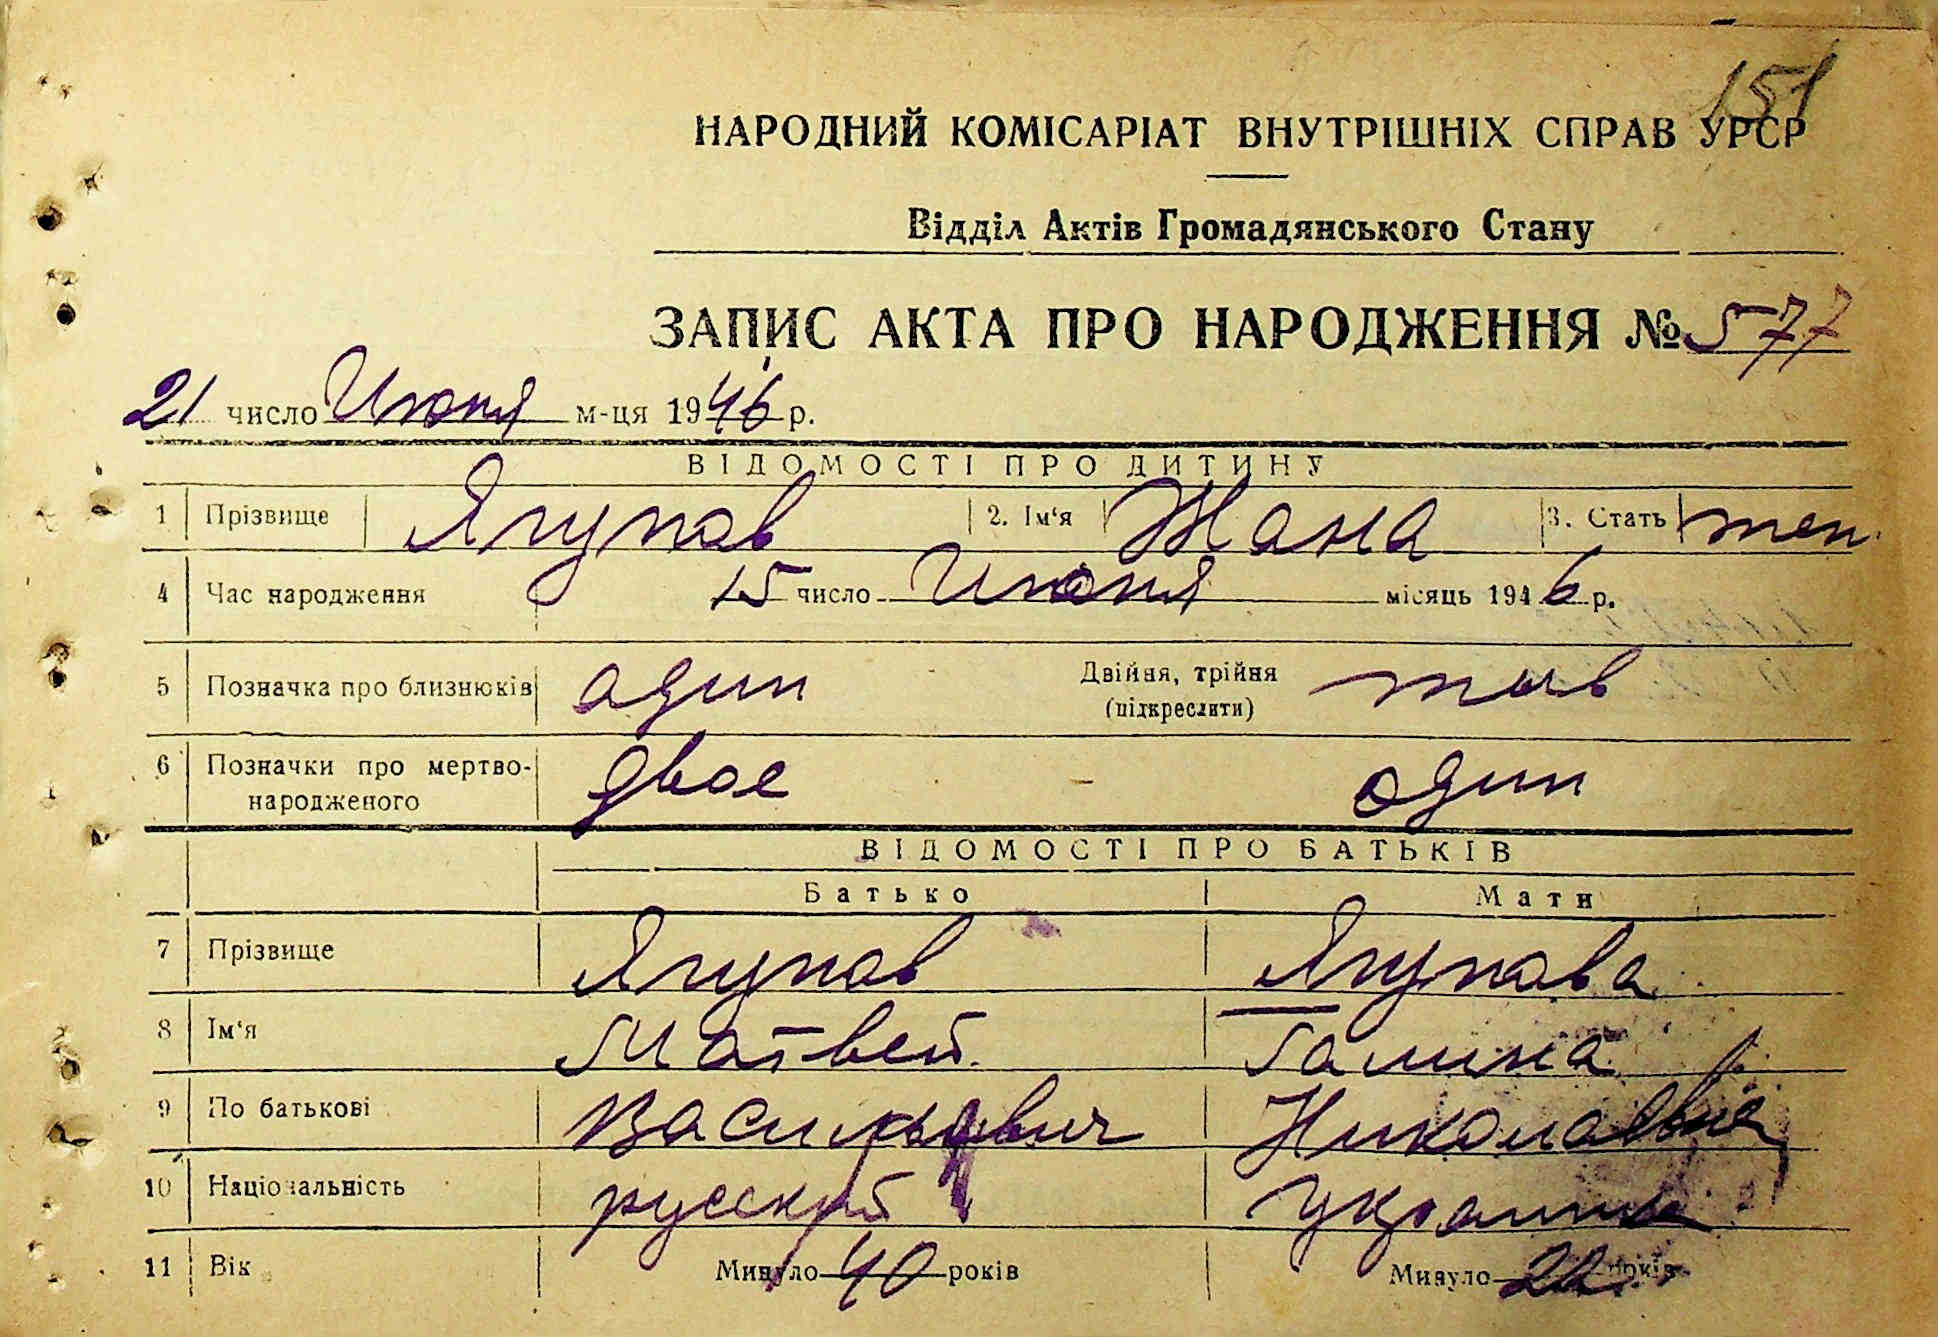 151
НАРОДНИЙ КОМІСАРІАТ ВНУТРІШНІХ СПРАВ УРСР
Відділ Актів Громадянського Стану
ЗАПИС АКТА ПРО НАРОДЖЕННЯ № 577
21 число Июня м-ця 1946 р.
ВІДОМОСТІ ПРО ДИТИНУ
1 Прізвище Ягупов 2. Ім'я Жана 3. Стать жен.
4 Час народження 15 число Июня місяць 1946 р.
5 Позначка про близнюків один Двійня, трійня (підкреслити) жив
6 Позначки про мертво-народженого двое один
ВІДОМОСТІ ПРО БАТЬКІВ
Батько Мати
7 Прізвище Ягупов Ягупова
8 Ім'я Матвей Галина
9 По батькові Васильевич Николаевна
10 Національність русский Украинка
11 Вік Минуло 40 років Минуло 22 років